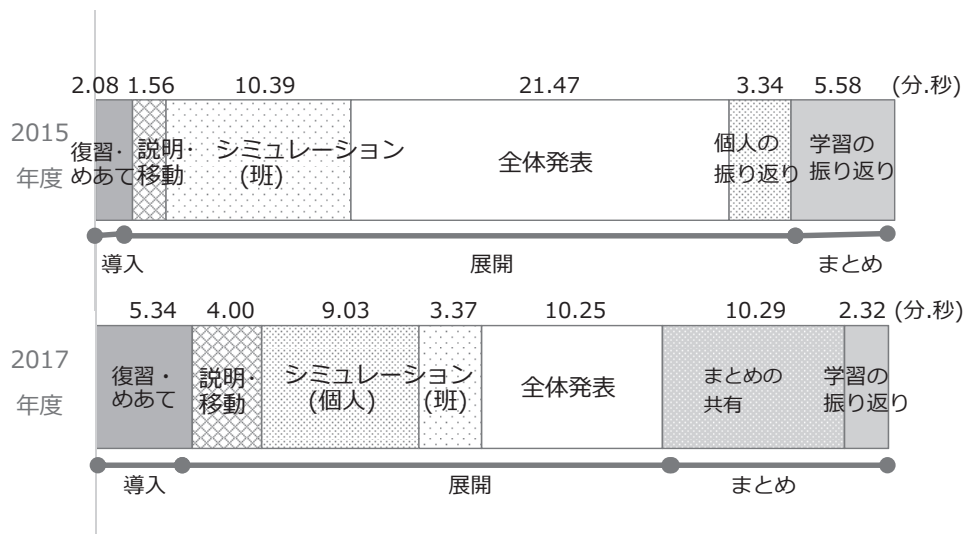 2.08 1.56 10.39 21.47 3.34 5.58 (分.秒)
2015
年度
復習・
めあて
説明・
移動
シミュレーション
(班)
全体発表
個人の
振り返り
学習の
振り返り
導入 展開 まとめ
5.34 4.00 9.03 3.37 10.25 10.29 2.32 (分.秒)
2017
年度
復習・
めあて
説明・
移動
シミュレーション
(個人) (班)
全体発表
まとめの
共有
学習の
振り返り
導入 展開 まとめ